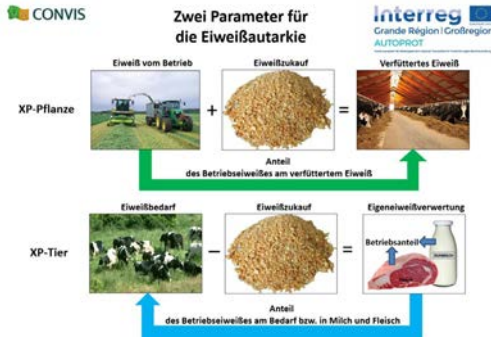 CONVIS
Zwei Parameter für
die Eiweißautarkie
Interreg
Grande Région | Großregion
AUTOPROT
Eiweiß vom Betrieb
Eiweißzukauf
Verfüttertes Eiweiß
XP-Pflanze
+
=
Anteil
des Betriebseiweißes am verfüttertem Eiweiß
Eiweißbedarf
Eiweißzukauf
Eigeneiweißverwertung
XP-Tier
–
=
Betriebsanteil
Anteil
des Betriebseiweißes am Bedarf bzw. in Milch und Fleisch